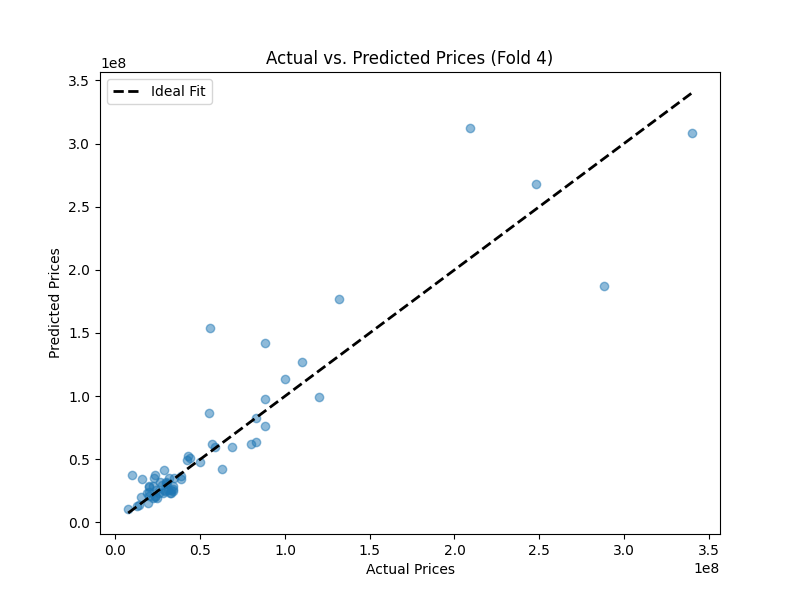 Actual vs. Predicted Prices (Fold 4)
1e8
Ideal Fit
3.5
3.0
2.5
2.0
1.5
1.0
0.5
0.0
Predicted Prices
0.0 0.5 1.0 1.5 2.0 2.5 3.0 3.5
Actual Prices
1e8